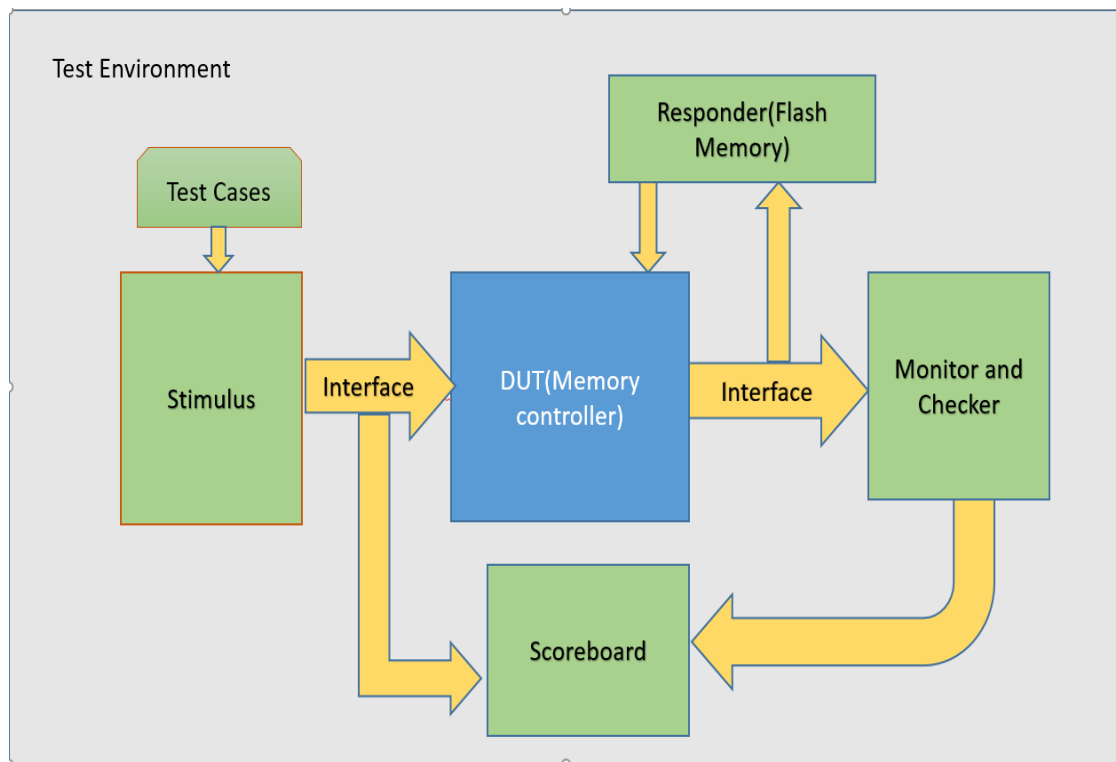 Test Environment
Responder(Flash
Memory)
Test Cases
Stimulus
Interface
DUT(Memory
controller)
Interface
Monitor and
Checker
Scoreboard